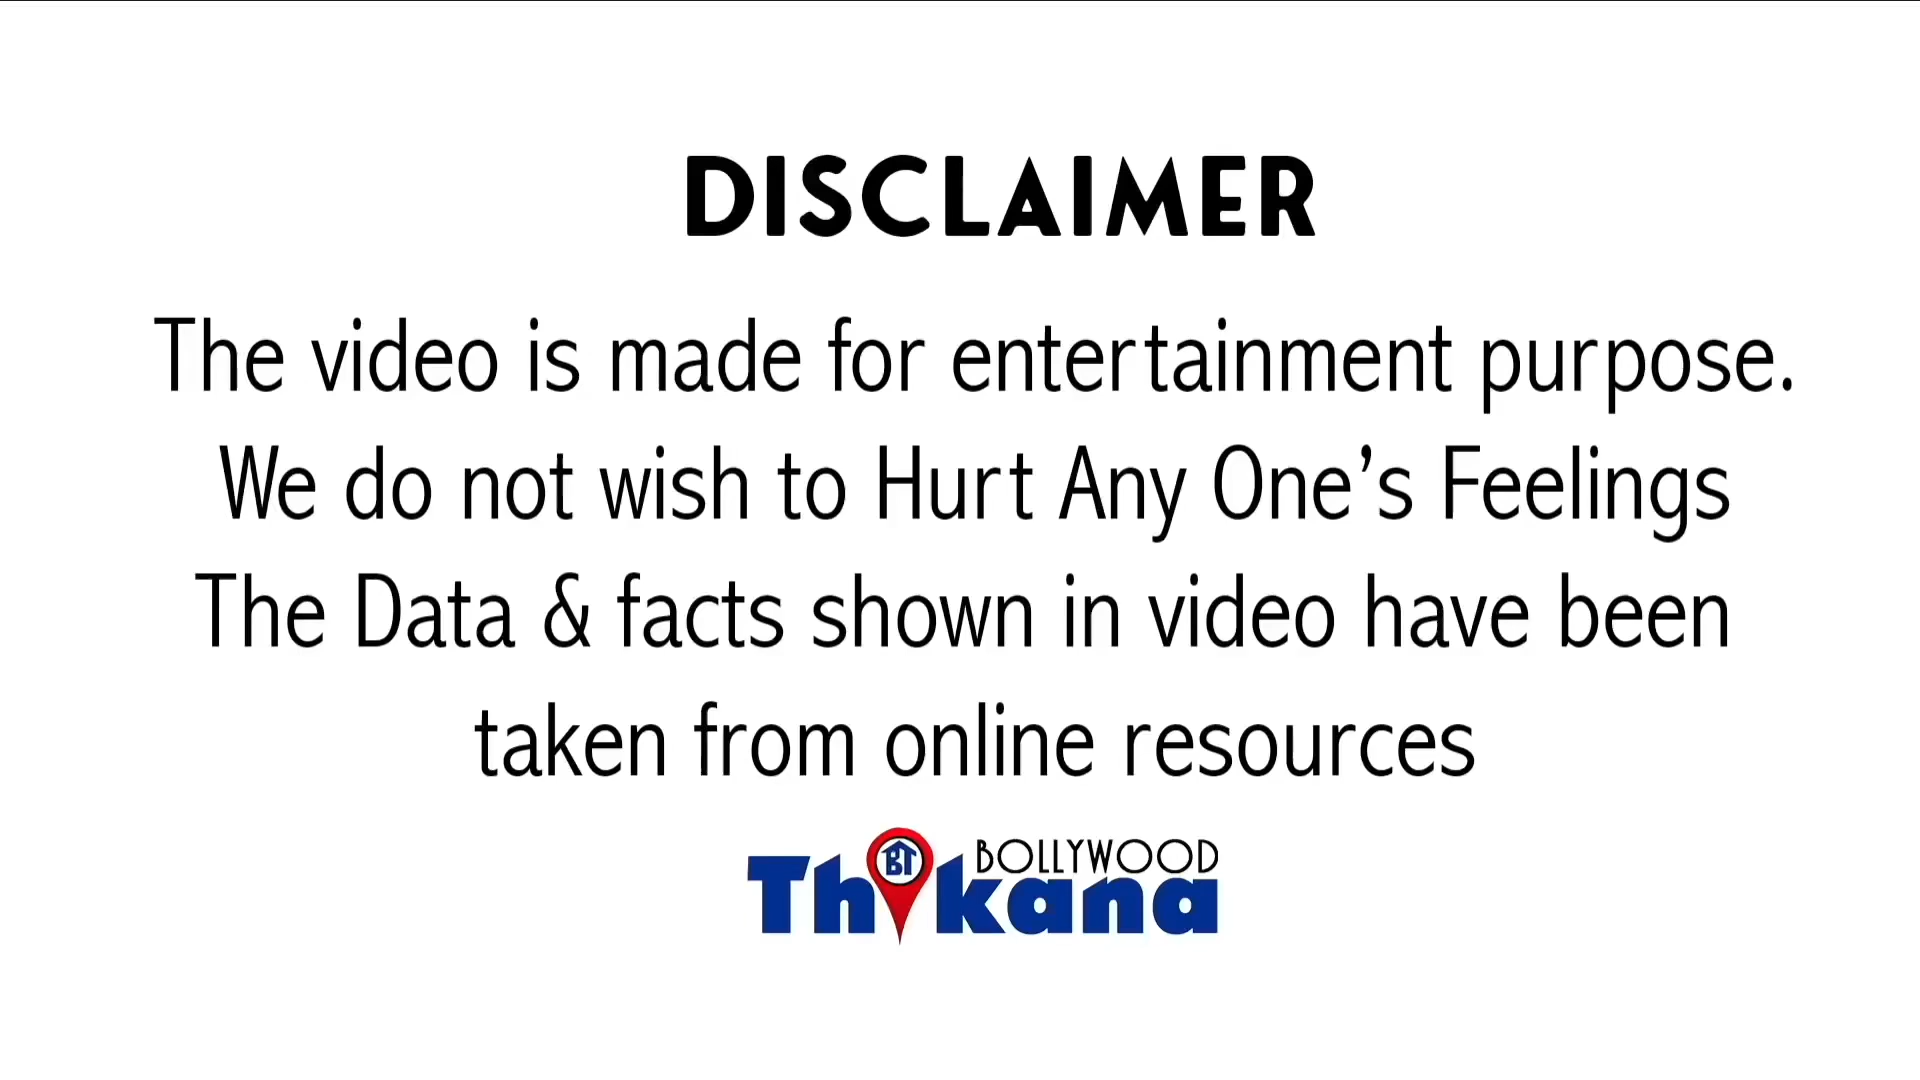 DISCLAIMER
The video is made for entertainment purpose.
We do not wish to Hurt Any One’s Feelings
The Data & facts shown in video have been
taken from online resources
BT
BOLLYWOOD
Thikana